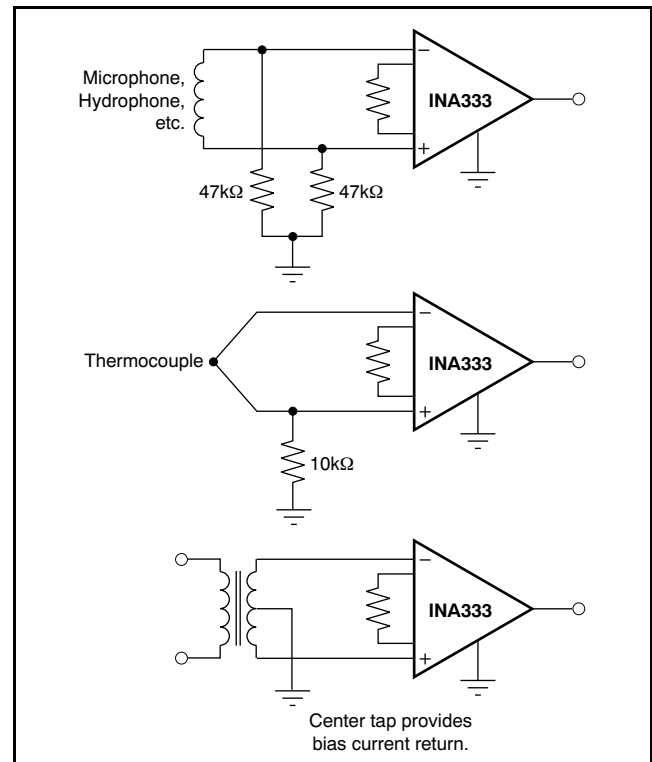 Microphone,
Hydrophone,
etc.
−
INA333
+
47kΩ
47kΩ
Thermocouple
−
INA333
+
10kΩ
−
INA333
+
Center tap provides
bias current return.